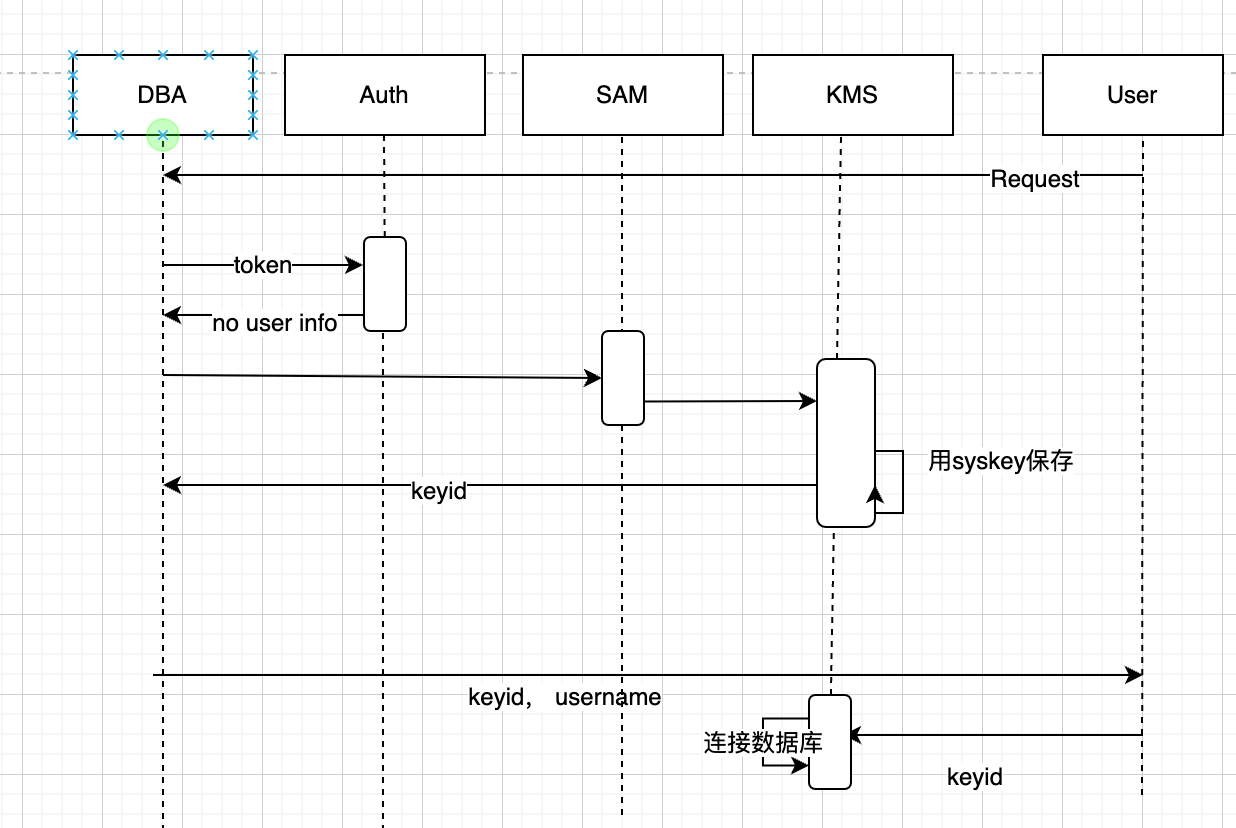 DBA
Auth
SAM
KMS
User
Request
token
no user info
用syskey保存
keyid
keyid， username
连接数据库
keyid